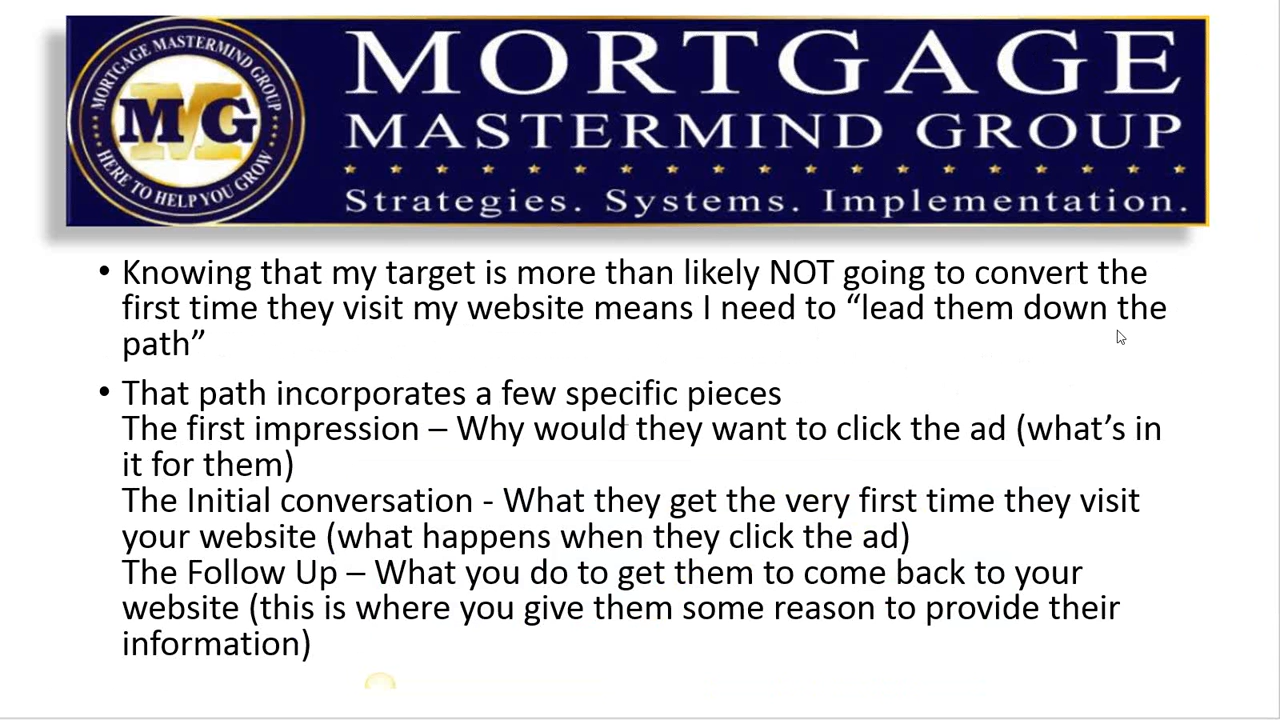 MORTGAGE MASTERMIND GROUP
MG
HERE TO HELP YOU GROW
MORTGAGE
MASTERMIND GROUP
Strategies. Systems. Implementation.
• Knowing that my target is more than likely NOT going to convert the
first time they visit my website means I need to “lead them down the
path”
• That path incorporates a few specific pieces
The first impression – Why would they want to click the ad (what’s in
it for them)
The Initial conversation - What they get the very first time they visit
your website (what happens when they click the ad)
The Follow Up – What you do to get them to come back to your
website (this is where you give them some reason to provide their
information)